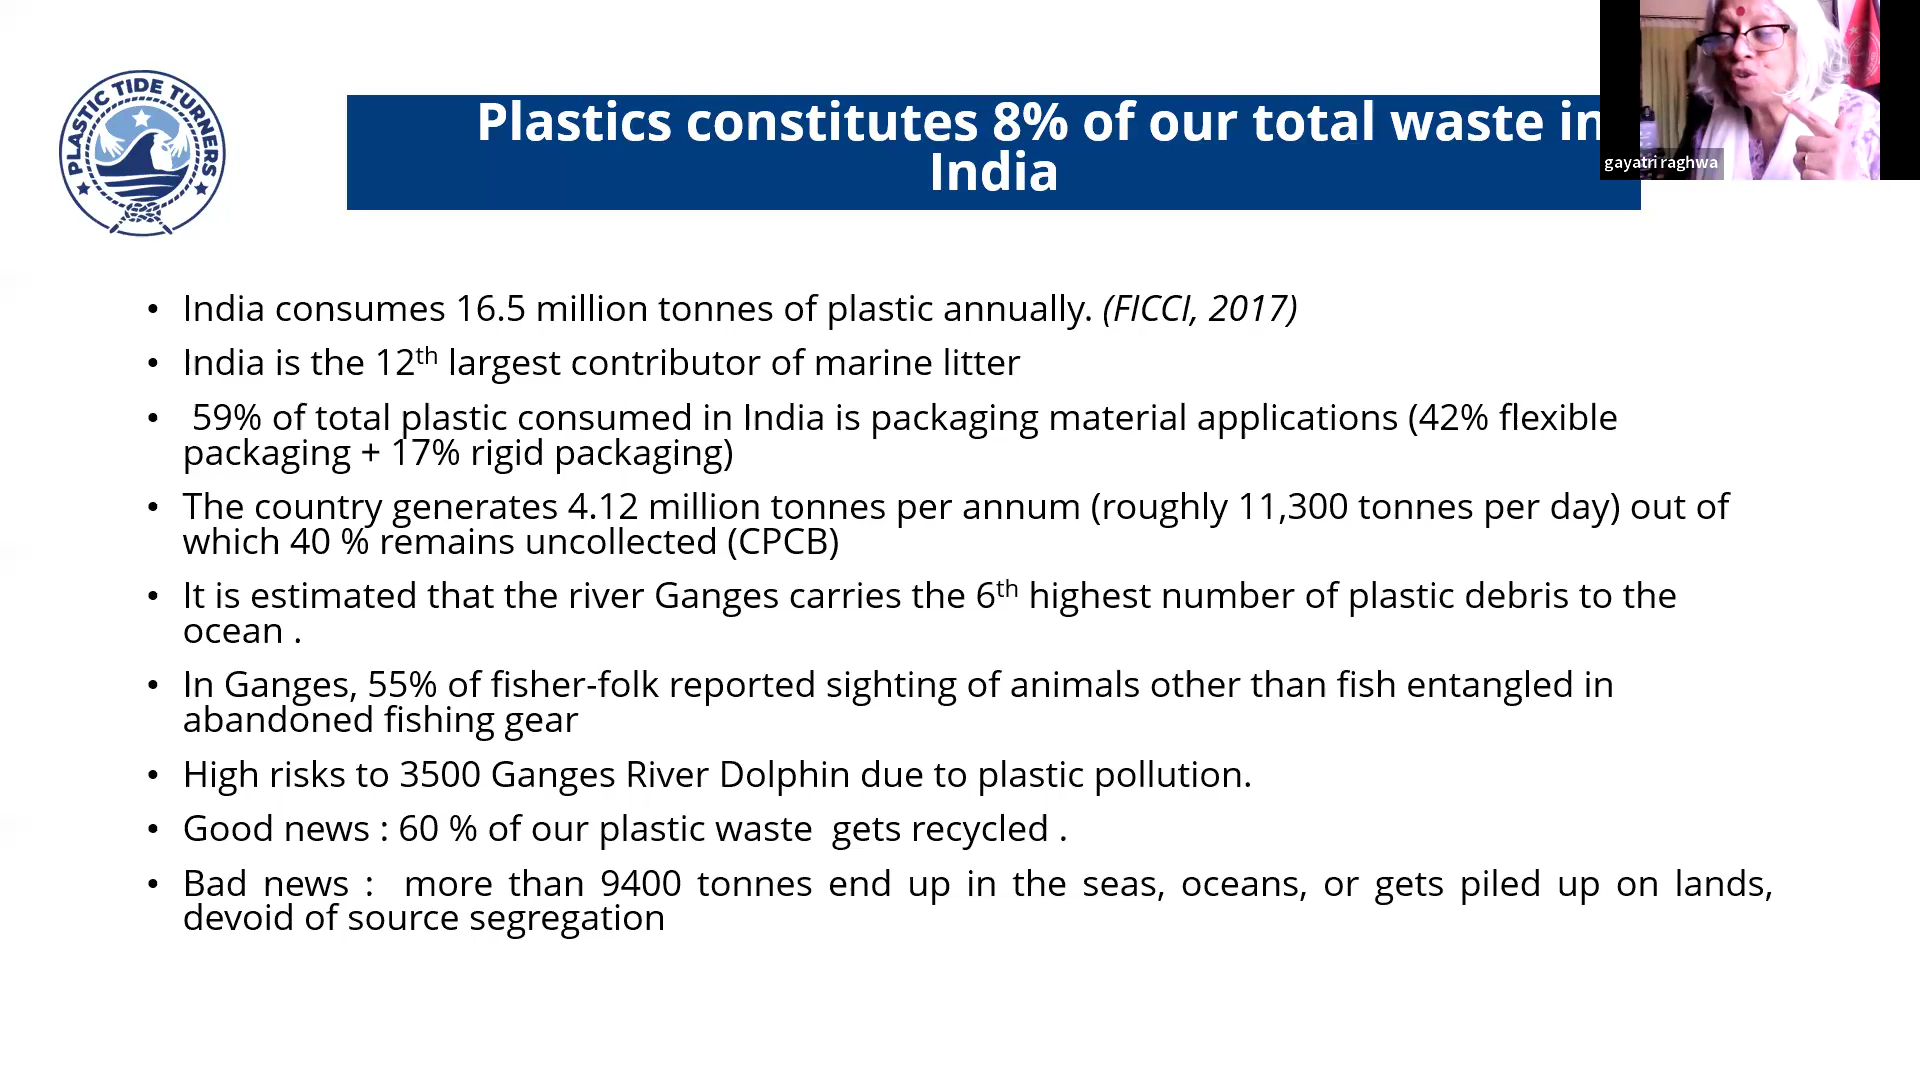 PLASTIC TIDE TURNERS
Plastics constitutes 8% of our total waste in
India
gayatri raghwa
• India consumes 16.5 million tonnes of plastic annually. (FICCI, 2017)
• India is the 12th largest contributor of marine litter
• 59% of total plastic consumed in India is packaging material applications (42% flexible
packaging + 17% rigid packaging)
• The country generates 4.12 million tonnes per annum (roughly 11,300 tonnes per day) out of
which 40 % remains uncollected (CPCB)
• It is estimated that the river Ganges carries the 6th highest number of plastic debris to the
ocean .
• In Ganges, 55% of fisher-folk reported sighting of animals other than fish entangled in
abandoned fishing gear
• High risks to 3500 Ganges River Dolphin due to plastic pollution.
• Good news : 60 % of our plastic waste gets recycled .
• Bad news : more than 9400 tonnes end up in the seas, oceans, or gets piled up on lands,
devoid of source segregation